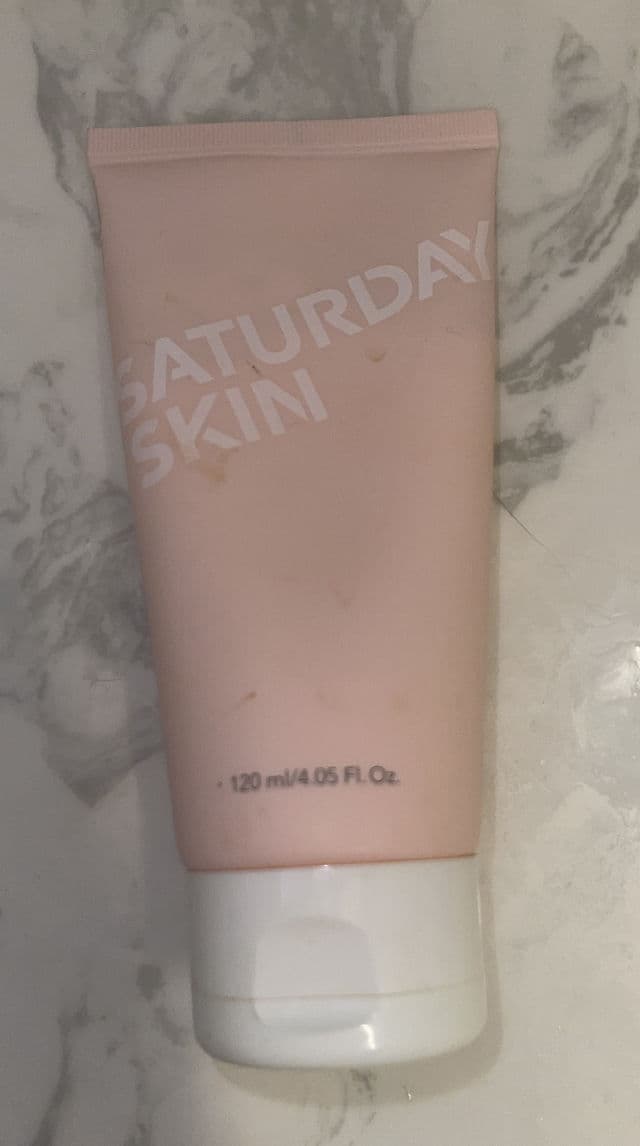 SATURDAY
SKIN
120 ml/4.05 Fl. Oz.